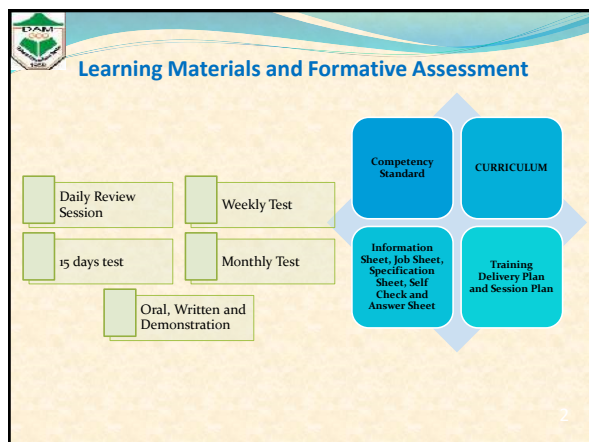 DAM
1958
Learning Materials and Formative Assessment
Daily Review
Session
Weekly Test
15 days test
Monthly Test
Oral, Written and
Demonstration
Competency
Standard
CURRICULUM
Information
Sheet, Job Sheet,
Specification
Sheet, Self
Check and
Answer Sheet
Training
Delivery Plan
and Session Plan
2